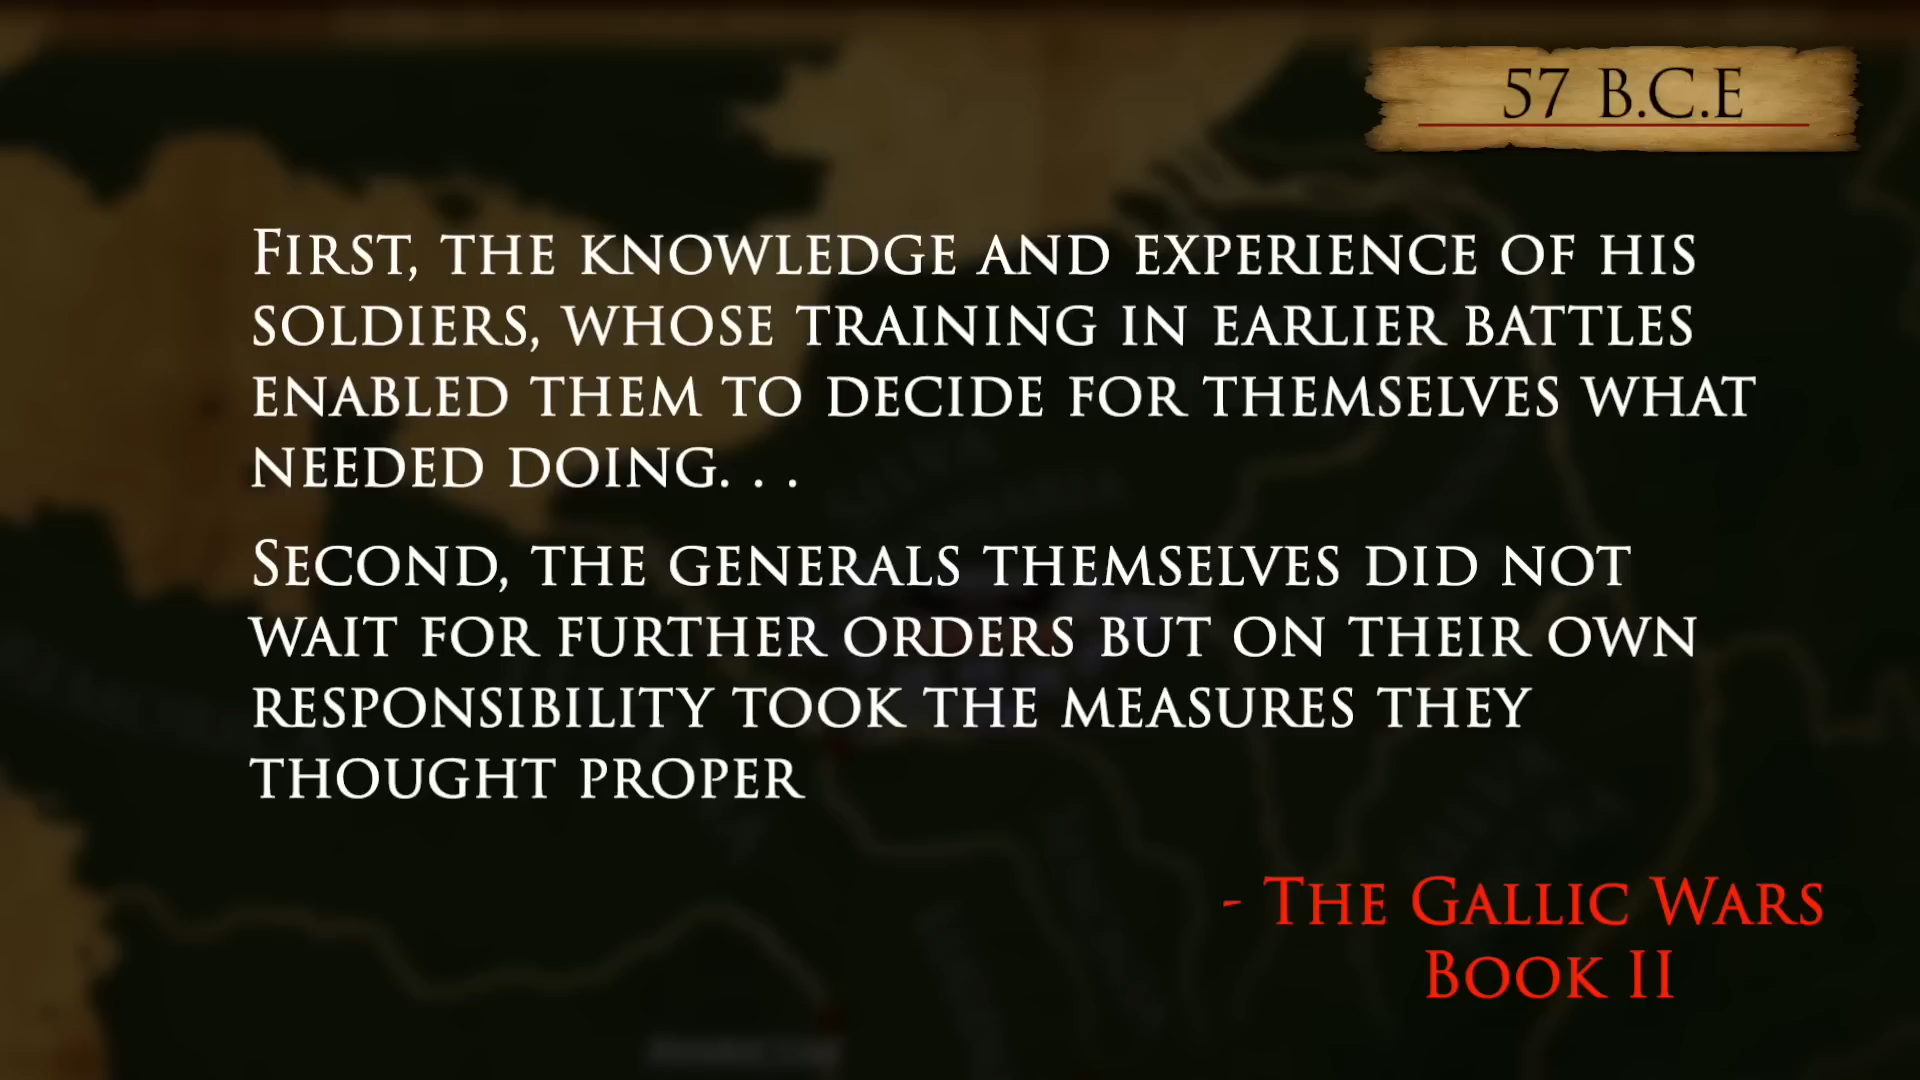 57 B.C.E
First, the knowledge and experience of his
soldiers, whose training in earlier battles
enabled them to decide for themselves what
needed doing. . .
Second, the generals themselves did not
wait for further orders but on their own
responsibility took the measures they
thought proper
- The Gallic Wars
Book II